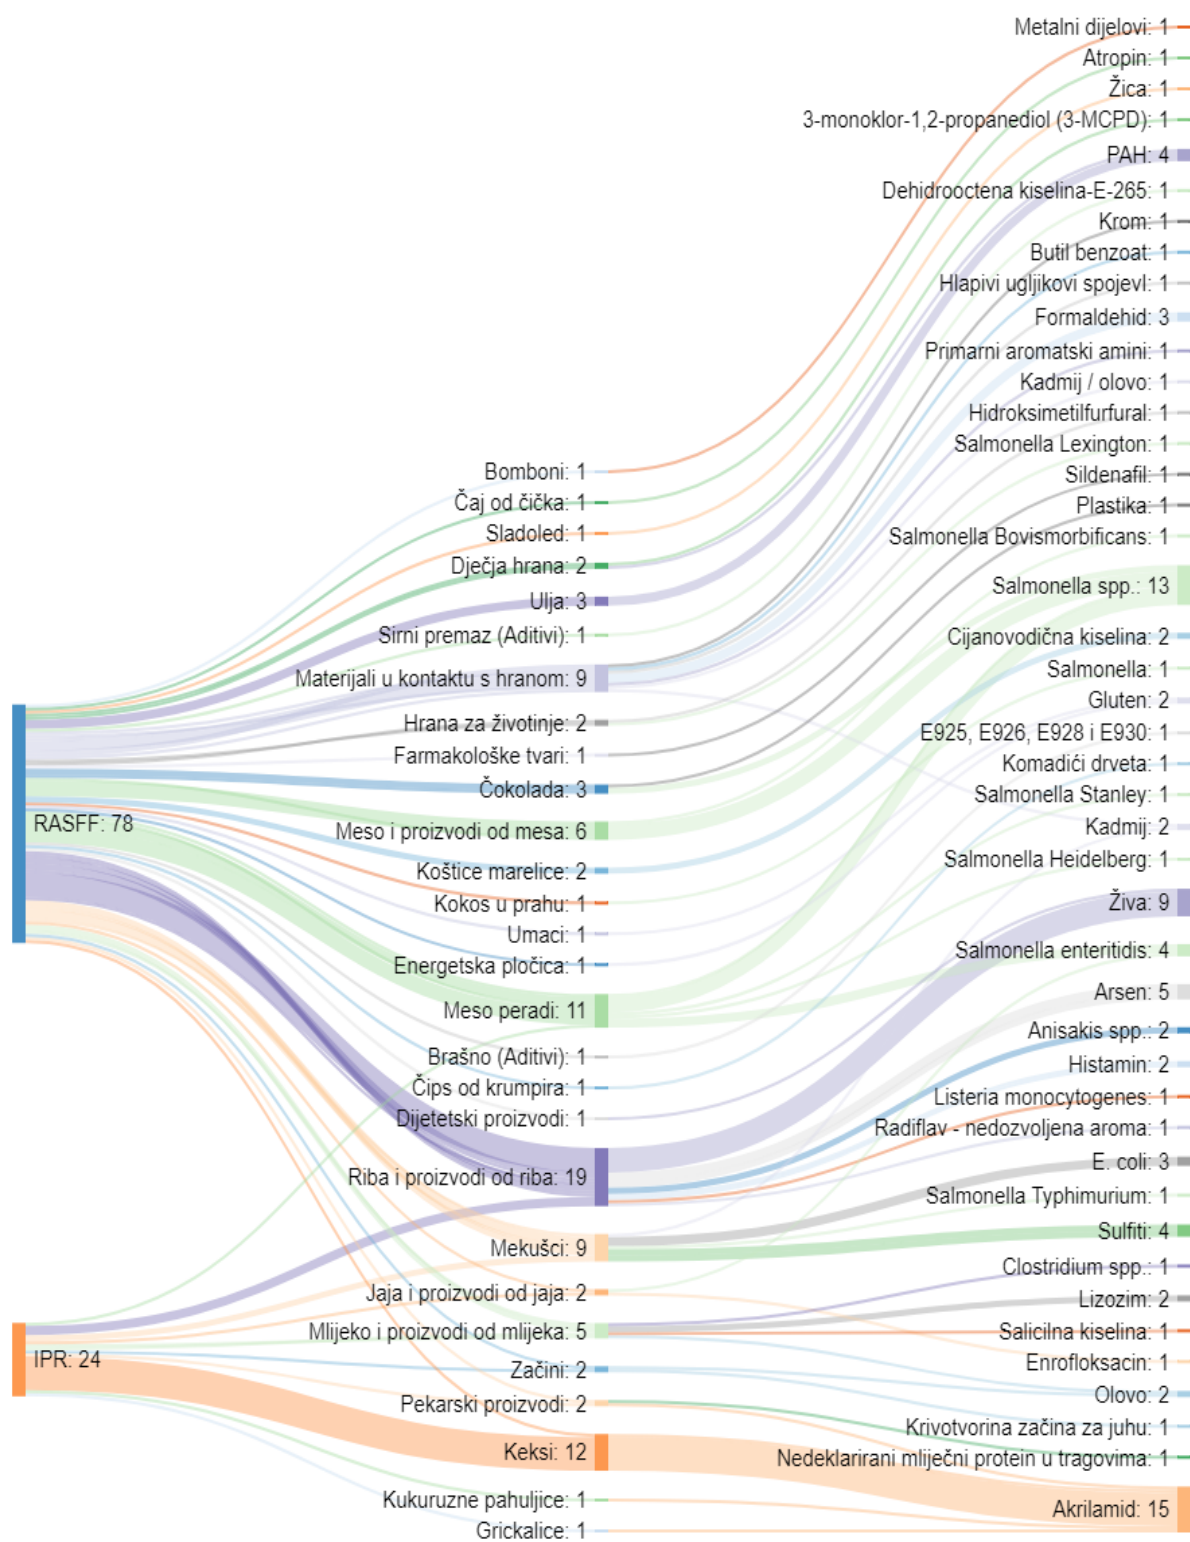 RASFF: 78
IPR: 24
Bomboni: 1
Čaj od čička: 1
Sladoled: 1
Dječja hrana: 2
Ulja: 3
Sirni premaz (Aditivi): 1
Materijali u kontaktu s hranom: 9
Hrana za životinje: 2
Farmakološke tvari: 1
Čokolada: 3
Meso i proizvodi od mesa: 6
Koštice marelice: 2
Kokos u prahu: 1
Umaci: 1
Energetska pločica: 1
Meso peradi: 11
Brašno (Aditivi): 1
Čips od krumpira: 1
Dijetetski proizvodi: 1
Riba i proizvodi od riba: 19
Mekušci: 9
Jaja i proizvodi od jaja: 2
Mlijeko i proizvodi od mlijeka: 5
Začini: 2
Pekarski proizvodi: 2
Keksi: 12
Kukuruzne pahuljice: 1
Grickalice: 1
Metalni dijelovi: 1
Atropin: 1
Žica: 1
3-monoklor-1,2-propanediol (3-MCPD): 1
PAH: 4
Dehidrooctena kiselina-E-265: 1
Krom: 1
Butil benzoat: 1
Hlapivi ugljikovi spojevl: 1
Formaldehid: 3
Primarni aromatski amini: 1
Kadmij / olovo: 1
Hidroksimetilfurfural: 1
Salmonella Lexington: 1
Sildenafil: 1
Plastika: 1
Salmonella Bovismorbificans: 1
Salmonella spp.: 13
Cijanovodična kiselina: 2
Salmonella: 1
Gluten: 2
E925, E926, E928 i E930: 1
Komadići drveta: 1
Salmonella Stanley: 1
Kadmij: 2
Salmonella Heidelberg: 1
Živa: 9
Salmonella enteritidis: 4
Arsen: 5
Anisakis spp.: 2
Histamin: 2
Listeria monocytogenes: 1
Radiflav - nedozvoljena aroma: 1
E. coli: 3
Salmonella Typhimurium: 1
Sulfiti: 4
Clostridium spp.: 1
Lizozim: 2
Salicilna kiselina: 1
Enrofloksacin: 1
Olovo: 2
Krivotvorina začina za juhu: 1
Nedeklarirani mliječni protein u tragovima: 1
Akrilamid: 15